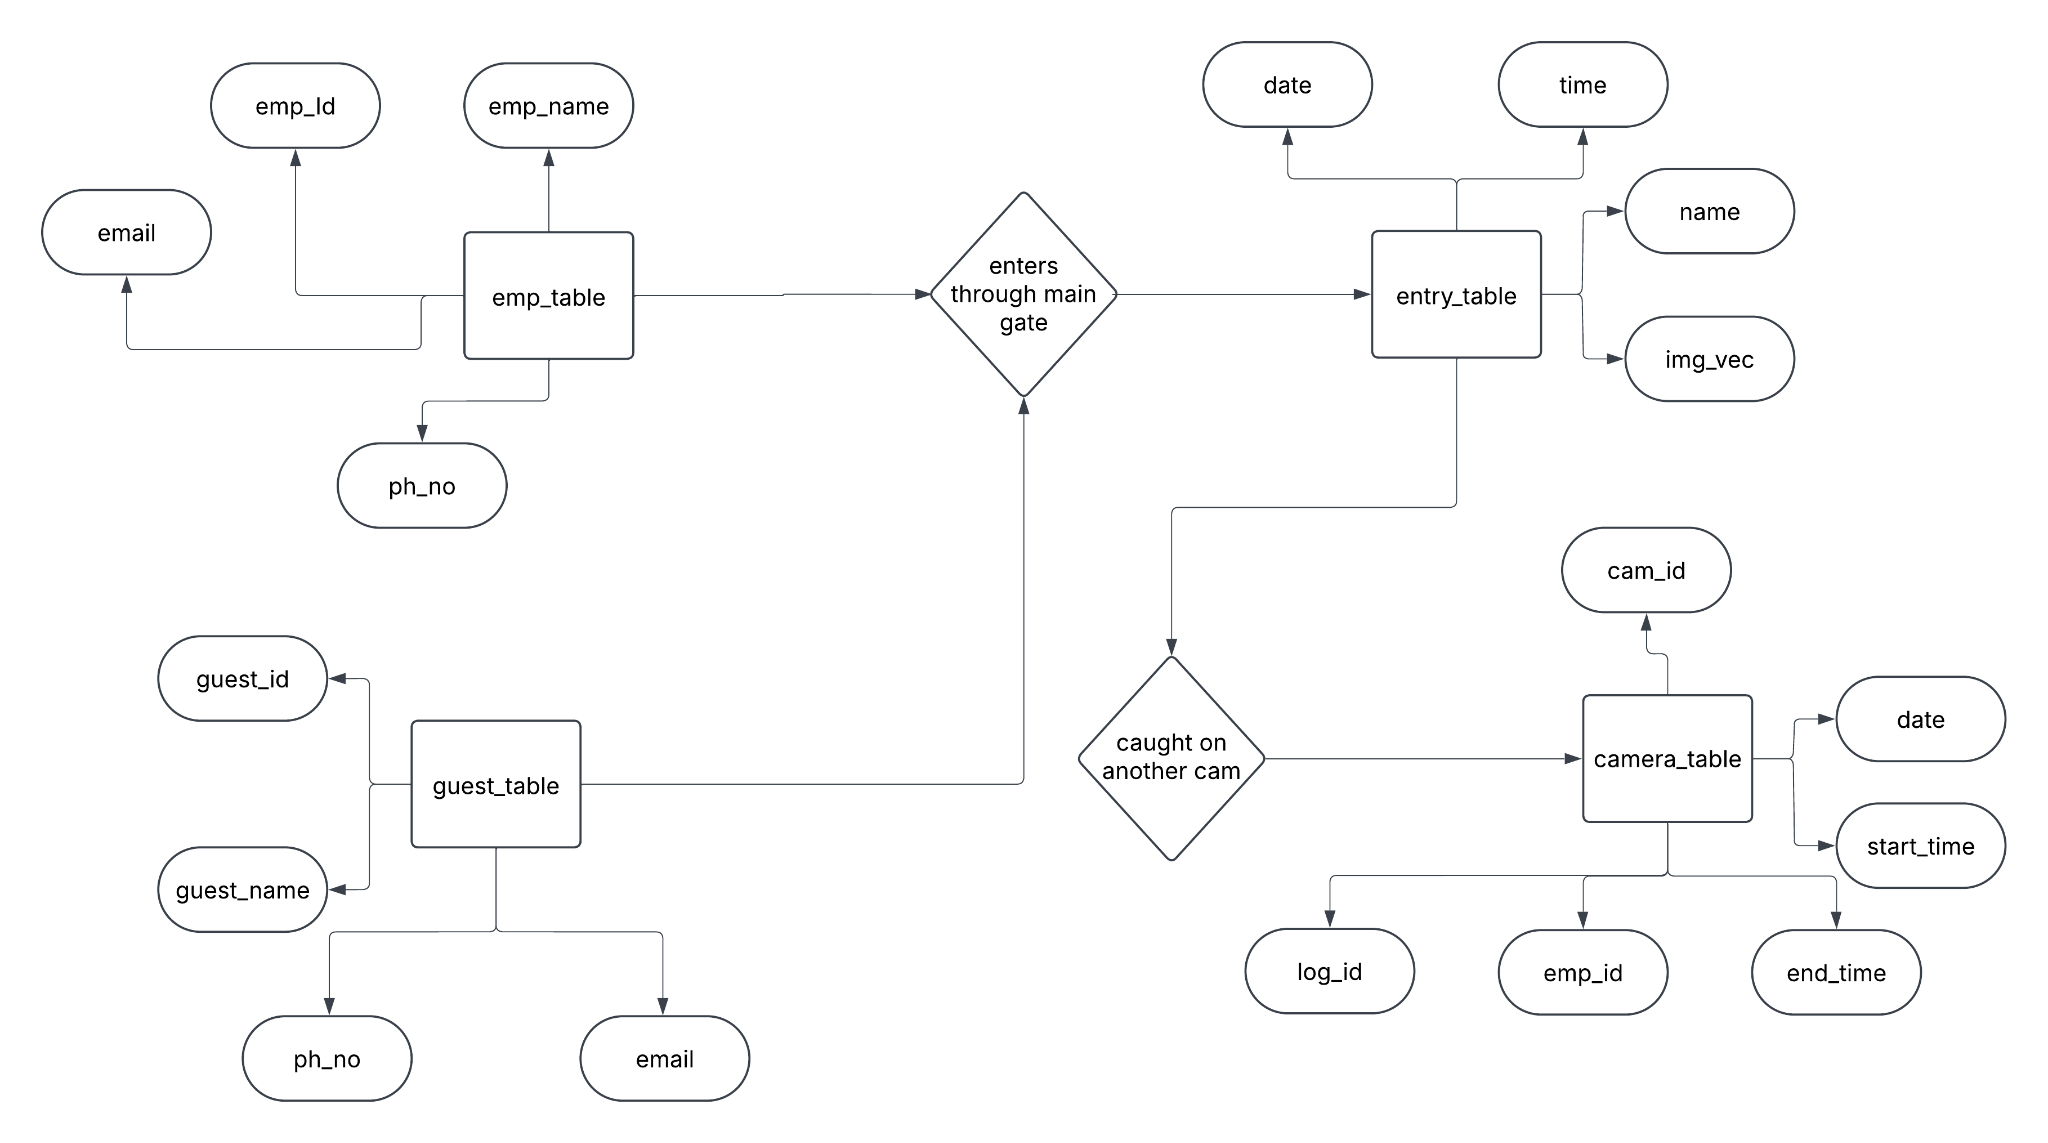 date
time
emp_Id
emp_name
name
email
enters
through main
gate
emp_table
entry_table
img_vec
ph_no
cam_id
guest_id
date
caught on
another cam
camera_table
guest_table
start_time
guest_name
log_id
emp_id
end_time
ph_no
email